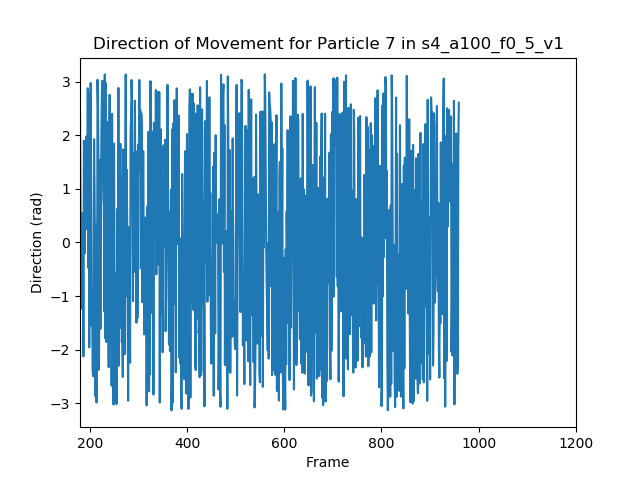 Direction of Movement for Particle 7 in s4_a100_f0_5_v1
3
2
1
0
−1
−2
−3
Direction (rad)
200 400 600 800 1000 1200
Frame